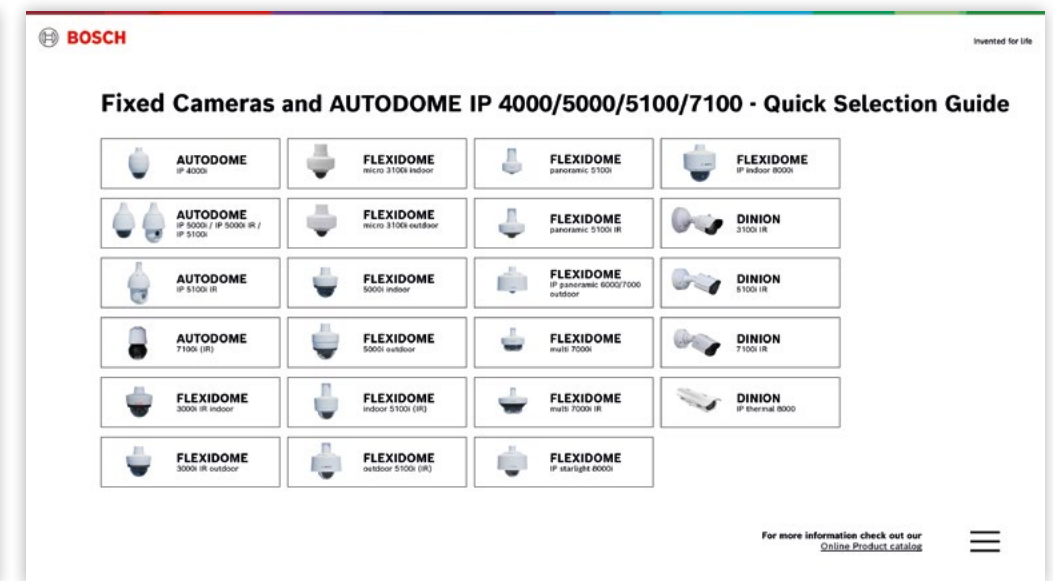 BOSCH
Invented for life
Fixed Cameras and AUTODOME IP 4000/5000/5100/7100 - Quick Selection Guide
AUTODOME
IP 4000i
AUTODOME
IP 5000i / IP 5000i IR /
IP 5100i
AUTODOME
IP 5100i IR
AUTODOME
7100i (IR)
FLEXIDOME
3000i IR indoor
FLEXIDOME
3000i IR outdoor
FLEXIDOME
micro 3100i indoor
FLEXIDOME
micro 3100i outdoor
FLEXIDOME
5000i indoor
FLEXIDOME
5000i outdoor
FLEXIDOME
indoor 5100i (IR)
FLEXIDOME
outdoor 5100i (IR)
FLEXIDOME
panoramic 5100i
FLEXIDOME
panoramic 5100i IR
FLEXIDOME
IP panoramic 6000/7000
outdoor
FLEXIDOME
multi 7000i
FLEXIDOME
multi 7000i IR
FLEXIDOME
IP starlight 8000i
FLEXIDOME
IP indoor 8000i
DINION
3100i IR
DINION
5100i IR
DINION
7100i IR
DINION
IP thermal 8000
For more information check out our
Online Product catalog